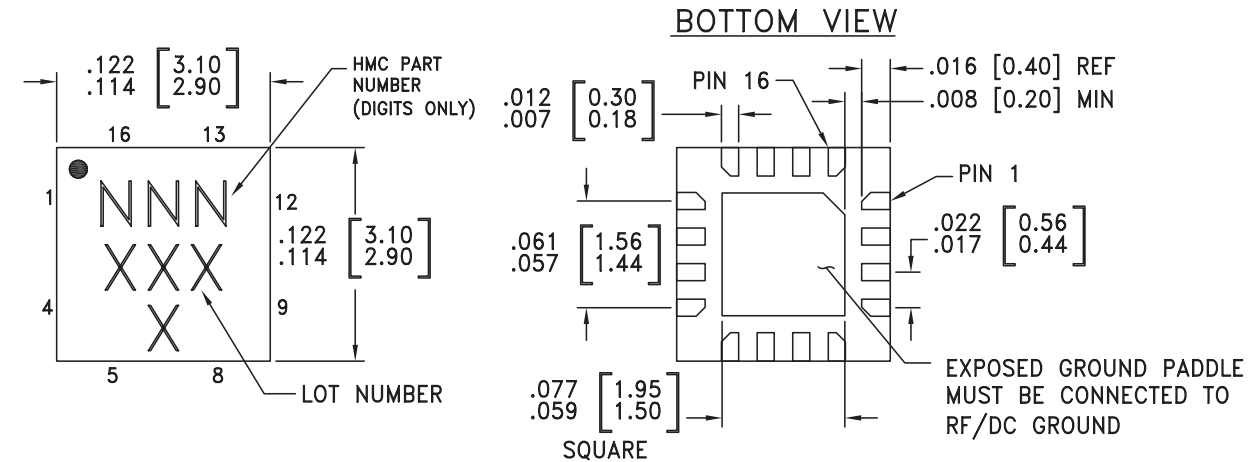 .122 [3.10]
.114 [2.90]
HMC PART
NUMBER
(DIGITS ONLY)
16 13
1
N N N
12
.122 [3.10]
.114 [2.90]
X X X
4
X
9
5 8
LOT NUMBER
BOTTOM VIEW
.016 [0.40] REF
PIN 16
.008 [0.20] MIN
.012 [0.30]
.007 [0.18]
PIN 1
.022 [0.56]
.017 [0.44]
.061 [1.56]
.057 [1.44]
EXPOSED GROUND PADDLE
MUST BE CONNECTED TO
RF/DC GROUND
.077 [1.95]
.059 [1.50]
SQUARE